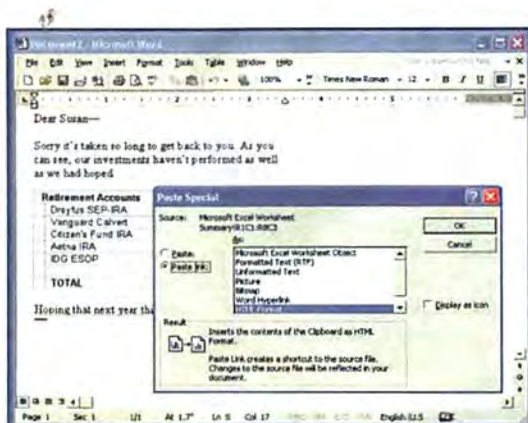 Document2 - Microsoft Word
File Edit View Insert Format Tools Table Window Help
100% Times New Roman 12 B I U
Dear Susan—
Sorry it's taken so long to get back to you. As you
can see, our investments haven't performed as well
as we had hoped.
Retirement Accounts
Dreyfus SEP-IRA
Vanguard Calvert
Citizen's Fund IRA
Aetna IRA
IDG ESOP
TOTAL
Hoping that next year tha
Paste Special
Source: Microsoft Excel Worksheet
Summary!R1C1:R8C3
As:
Paste:
Paste link:
Microsoft Excel Worksheet Object
Formatted Text (RTF)
Unformatted Text
Picture
Bitmap
Word Hyperlink
HTML Format
OK
Cancel
Display as icon
Result
Inserts the contents of the Clipboard as HTML
Format.
Paste Link creates a shortcut to the source file.
Changes to the source file will be reflected in your
document.
Page 1 Sec 1 1/1 At 1.7" Ln 5 Col 17 English (U.S